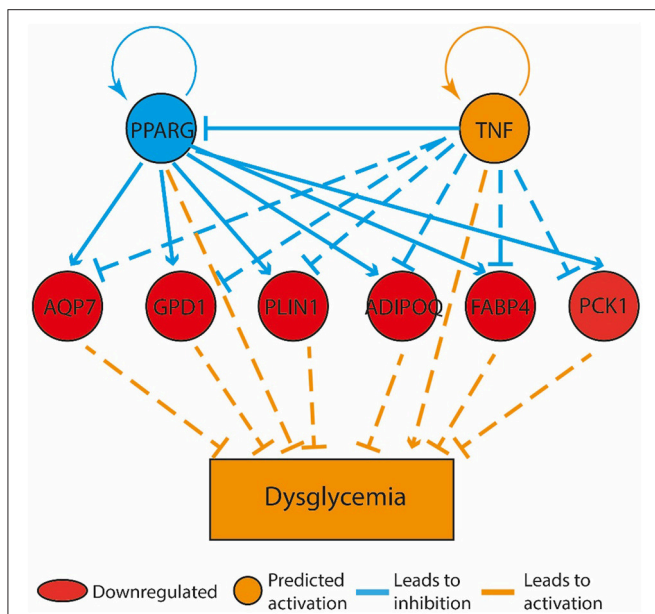 PPARG TNF
AQP7 GPD1 PLIN1 ADIPOQ FABP4 PCK1
Dysglycemia
Downregulated
Predicted
activation
Leads to
inhibition
Leads to
activation